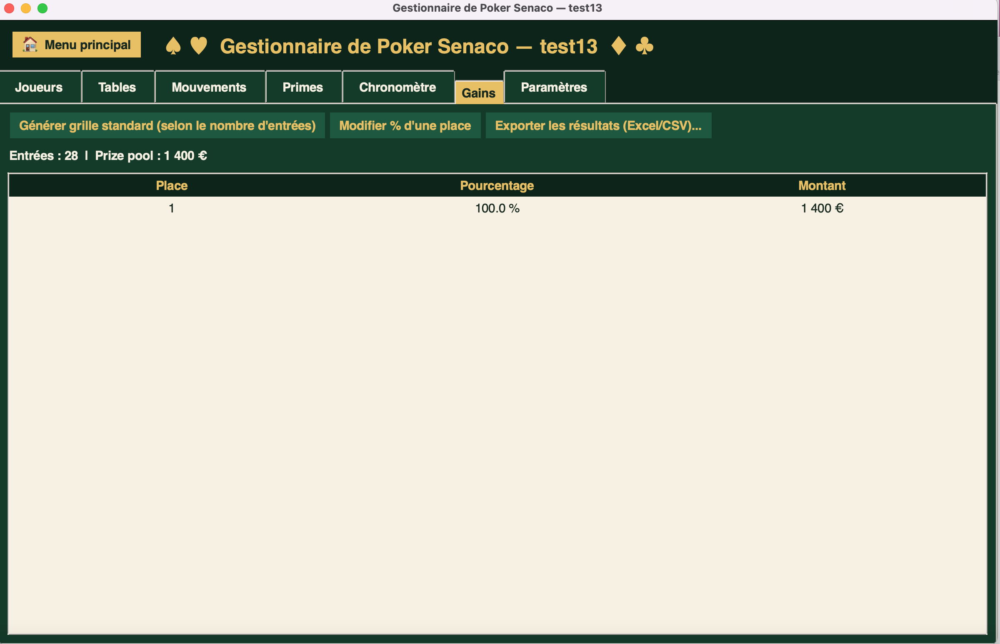 Gestionnaire de Poker Senaco — test13
🏠 Menu principal
♠ ♥ Gestionnaire de Poker Senaco — test13 ♦ ♣
Joueurs Tables Mouvements Primes Chronomètre Gains Paramètres
Générer grille standard (selon le nombre d'entrées) Modifier % d'une place Exporter les résultats (Excel/CSV)...
Entrées : 28 | Prize pool : 1 400 €
Place Pourcentage Montant
1 100.0 % 1 400 €